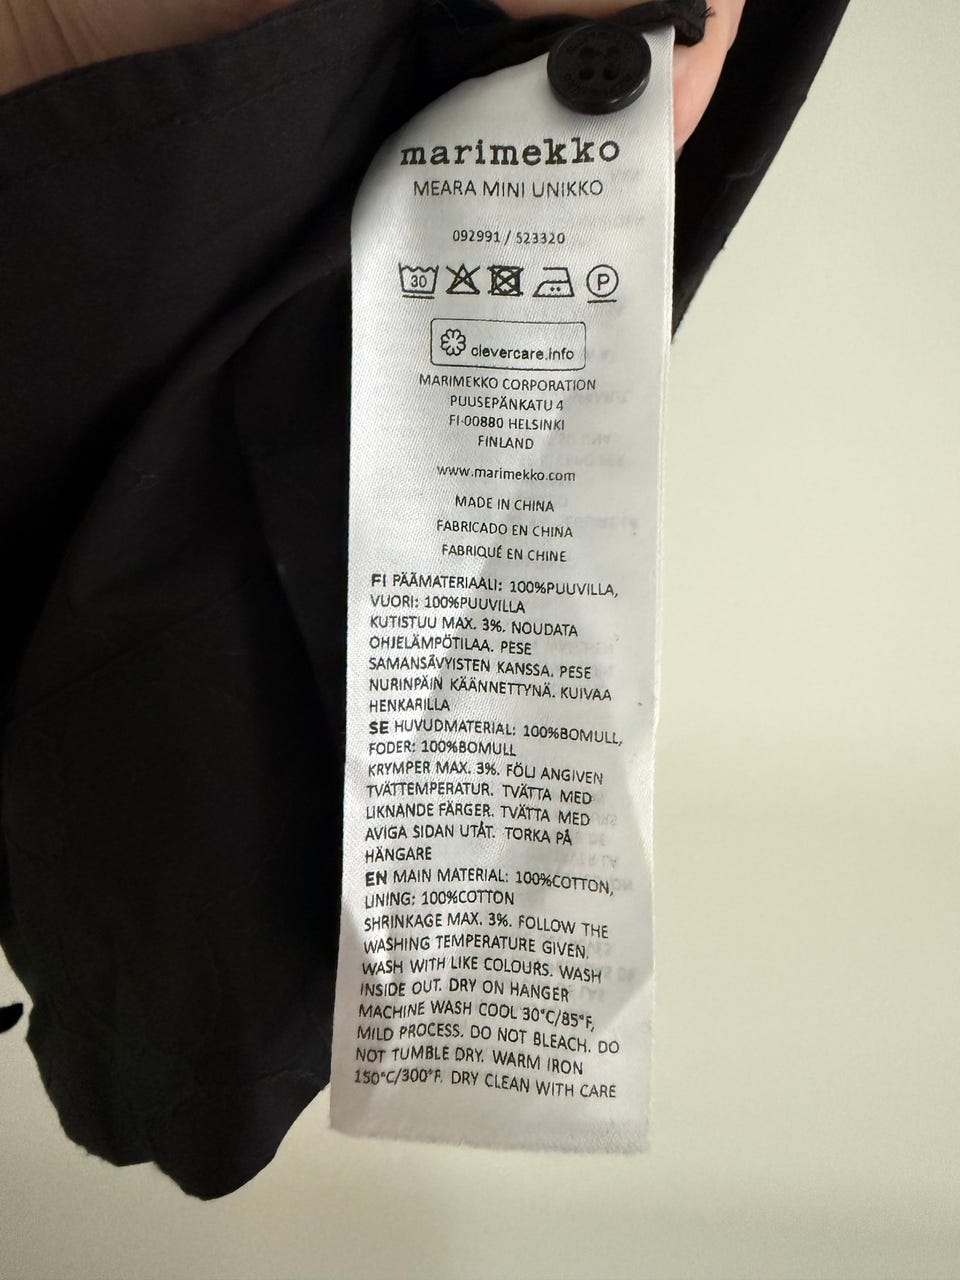 marimekko
MEARA MINI UNIKKO
092991 / 523320
30
P
clevercare.info
MARIMEKKO CORPORATION
PUUSEPÄNKATU 4
FI-00880 HELSINKI
FINLAND
www.marimekko.com
MADE IN CHINA
FABRICADO EN CHINA
FABRIQUÉ EN CHINE
FI PÄÄMATERIAALI: 100%PUUVILLA,
VUORI: 100%PUUVILLA
KUTISTUU MAX. 3%. NOUDATA
OHJELÄMPÖTILAA. PESE
SAMANSÄVYISTEN KANSSA. PESE
NURINPÄIN KÄÄNNETTYNÄ. KUIVAA
HENKARILLA
SE HUVUDMATERIAL: 100%BOMULL,
FODER: 100%BOMULL
KRYMPER MAX. 3%. FÖLJ ANGIVEN
TVÄTTEMPERATUR. TVÄTTA MED
LIKNANDE FÄRGER. TVÄTTA MED
AVIGA SIDAN UTÅT. TORKA PÅ
HÄNGARE
EN MAIN MATERIAL: 100%COTTON,
LINING: 100%COTTON
SHRINKAGE MAX. 3%. FOLLOW THE
WASHING TEMPERATURE GIVEN.
WASH WITH LIKE COLOURS. WASH
INSIDE OUT. DRY ON HANGER
MACHINE WASH COOL 30°C/85°F,
MILD PROCESS. DO NOT BLEACH. DO
NOT TUMBLE DRY. WARM IRON
150°C/300°F. DRY CLEAN WITH CARE